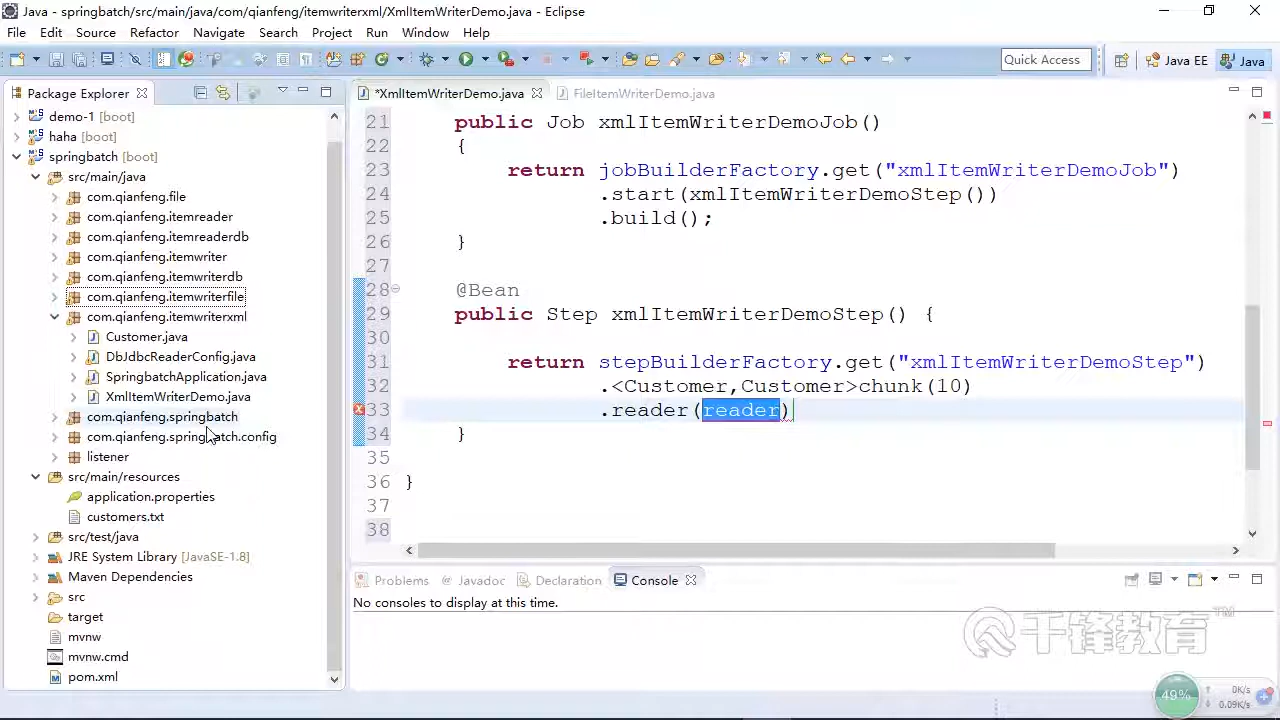 Java - springbatch/src/main/java/com/qianfeng/itemwriterxml/XmlItemWriterDemo.java - Eclipse
File Edit Source Refactor Navigate Search Project Run Window Help
Quick Access
Java EE
Java
Package Explorer
*XmlItemWriterDemo.java
FileItemWriterDemo.java
demo-1 [boot]
haha [boot]
springbatch [boot]
src/main/java
com.qianfeng.file
com.qianfeng.itemreader
com.qianfeng.itemreaderdb
com.qianfeng.itemwriter
com.qianfeng.itemwriterdb
com.qianfeng.itemwriterfile
com.qianfeng.itemwriterxml
Customer.java
DbJdbcReaderConfig.java
SpringbatchApplication.java
XmlItemWriterDemo.java
com.qianfeng.springbatch
com.qianfeng.springbatch.config
listener
src/main/resources
application.properties
customers.txt
src/test/java
JRE System Library [JavaSE-1.8]
Maven Dependencies
src
target
mvnw
mvnw.cmd
pom.xml
21 public Job xmlItemWriterDemoJob()
22 {
23 return jobBuilderFactory.get("xmlItemWriterDemoJob")
24 .start(xmlItemWriterDemoStep())
25 .build();
26 }
27
28 @Bean
29 public Step xmlItemWriterDemoStep() {
30
31 return stepBuilderFactory.get("xmlItemWriterDemoStep")
32 .<Customer,Customer>chunk(10)
33 .reader(reader)
34 }
35
36 }
37
38
Problems @ Javadoc Declaration Console
No consoles to display at this time.
千锋教育™
49%
0K/s
0.09K/s